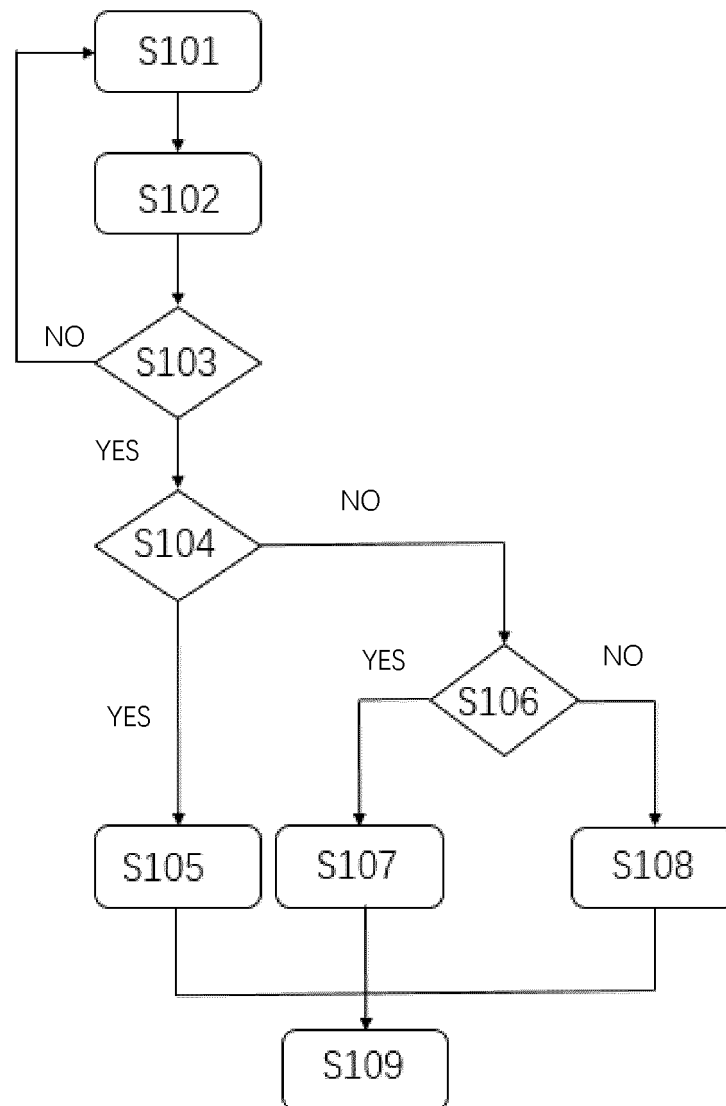 S101
S102
NO
S103
YES
NO
S104
YES
NO
S106
YES
S105
S107
S108
S109